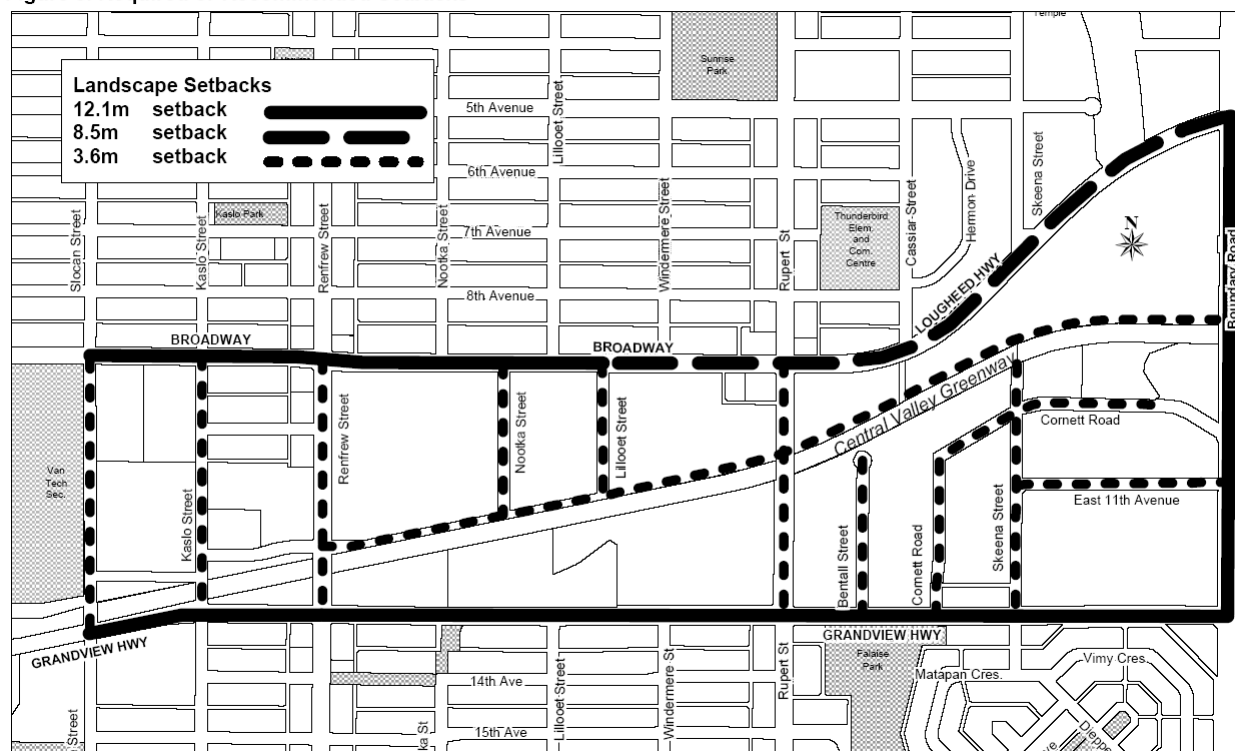 Landscape Setbacks
12.1m setback
8.5m setback
3.6m setback
Sunrise
Park
5th Avenue
Lillooet Street
6th Avenue
Slocan Street
Kaslo Street
Kaslo Park
Renfrew Street
Nootka Street
7th Avenue
Windermere Street
Rupert St
Thunderbird
Elem.
and
Com.
Centre
Cassiar Street
Hermon Drive
Skeena Street
N
Boundary Road
8th Avenue
LOUGHEED HWY
BROADWAY
BROADWAY
Van
Tech
Sec.
Kaslo Street
Renfrew Street
Nootka Street
Lillooet Street
Central Valley Greenway
Cornett Road
East 11th Avenue
Bentall Street
Cornett Road
Skeena Street
GRANDVIEW HWY
GRANDVIEW HWY
Falaise
Park
Matapan Cres.
Vimy Cres.
14th Ave
15th Ave
Lillooet Street
Windermere St
Rupert St
ka St
Street
Dieppe